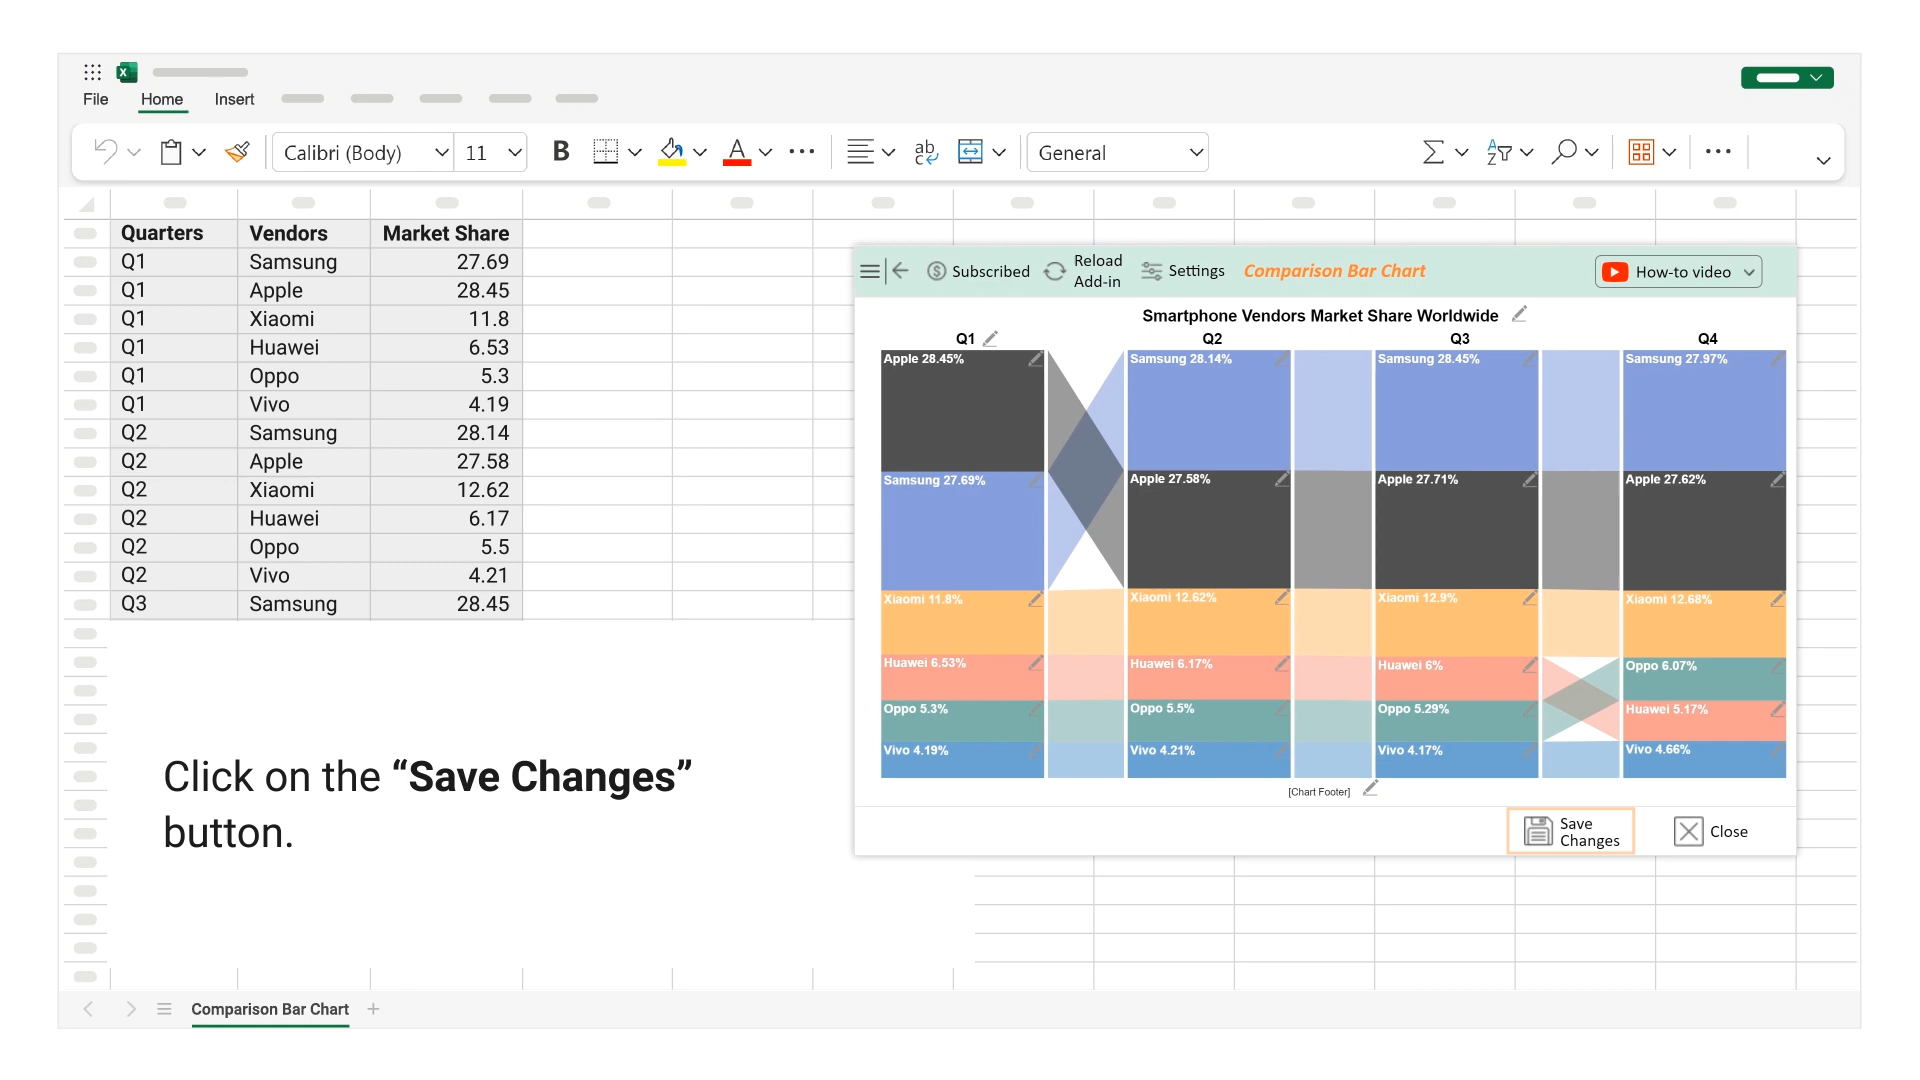 File Home Insert
Calibri (Body) 11 B A ab c General A Z
Quarters Vendors Market Share
Q1 Samsung 27.69
Q1 Apple 28.45
Q1 Xiaomi 11.8
Q1 Huawei 6.53
Q1 Oppo 5.3
Q1 Vivo 4.19
Q2 Samsung 28.14
Q2 Apple 27.58
Q2 Xiaomi 12.62
Q2 Huawei 6.17
Q2 Oppo 5.5
Q2 Vivo 4.21
Q3 Samsung 28.45
Click on the “Save Changes”
button.
Subscribed Reload Add-in Settings Comparison Bar Chart How-to video
Smartphone Vendors Market Share Worldwide
Q1 Q2 Q3 Q4
Apple 28.45% Samsung 28.14% Samsung 28.45% Samsung 27.97%
Samsung 27.69% Apple 27.58% Apple 27.71% Apple 27.62%
Xiaomi 11.8% Xiaomi 12.62% Xiaomi 12.9% Xiaomi 12.68%
Huawei 6.53% Huawei 6.17% Huawei 6% Oppo 6.07%
Oppo 5.3% Oppo 5.5% Oppo 5.29% Huawei 5.17%
Vivo 4.19% Vivo 4.21% Vivo 4.17% Vivo 4.66%
[Chart Footer]
Save Changes Close
Comparison Bar Chart